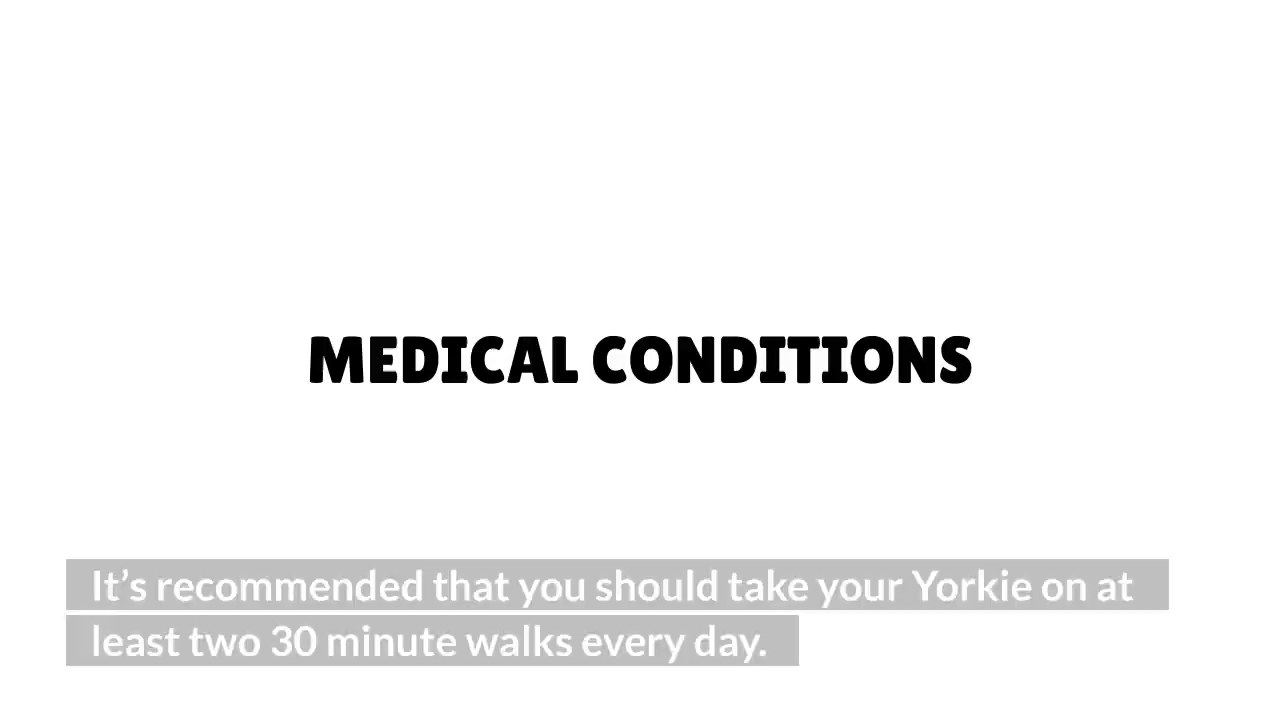 MEDICAL CONDITIONS
It’s recommended that you should take your Yorkie on at
least two 30 minute walks every day.